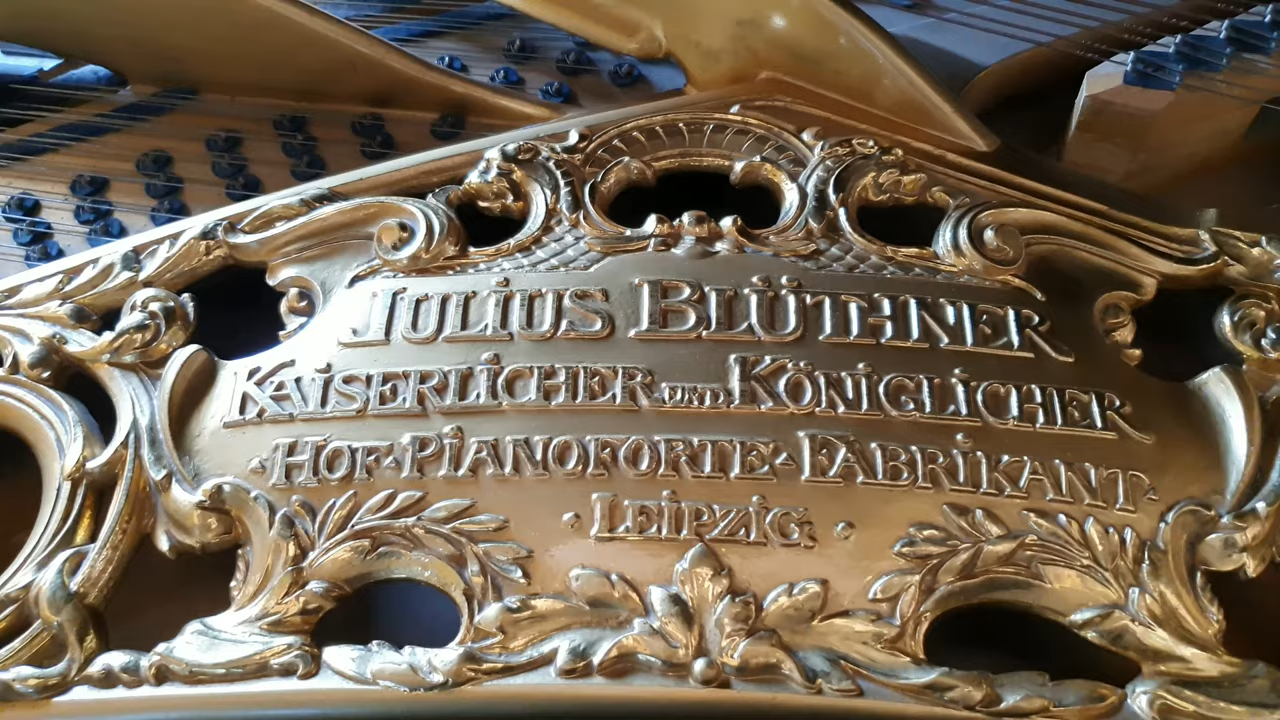 JULIUS BLÜTHNER
KAISERLICHER UND KÖNIGLICHER
·HOF·PIANOFORTE·FABRIKANT·
·LEIPZIG·